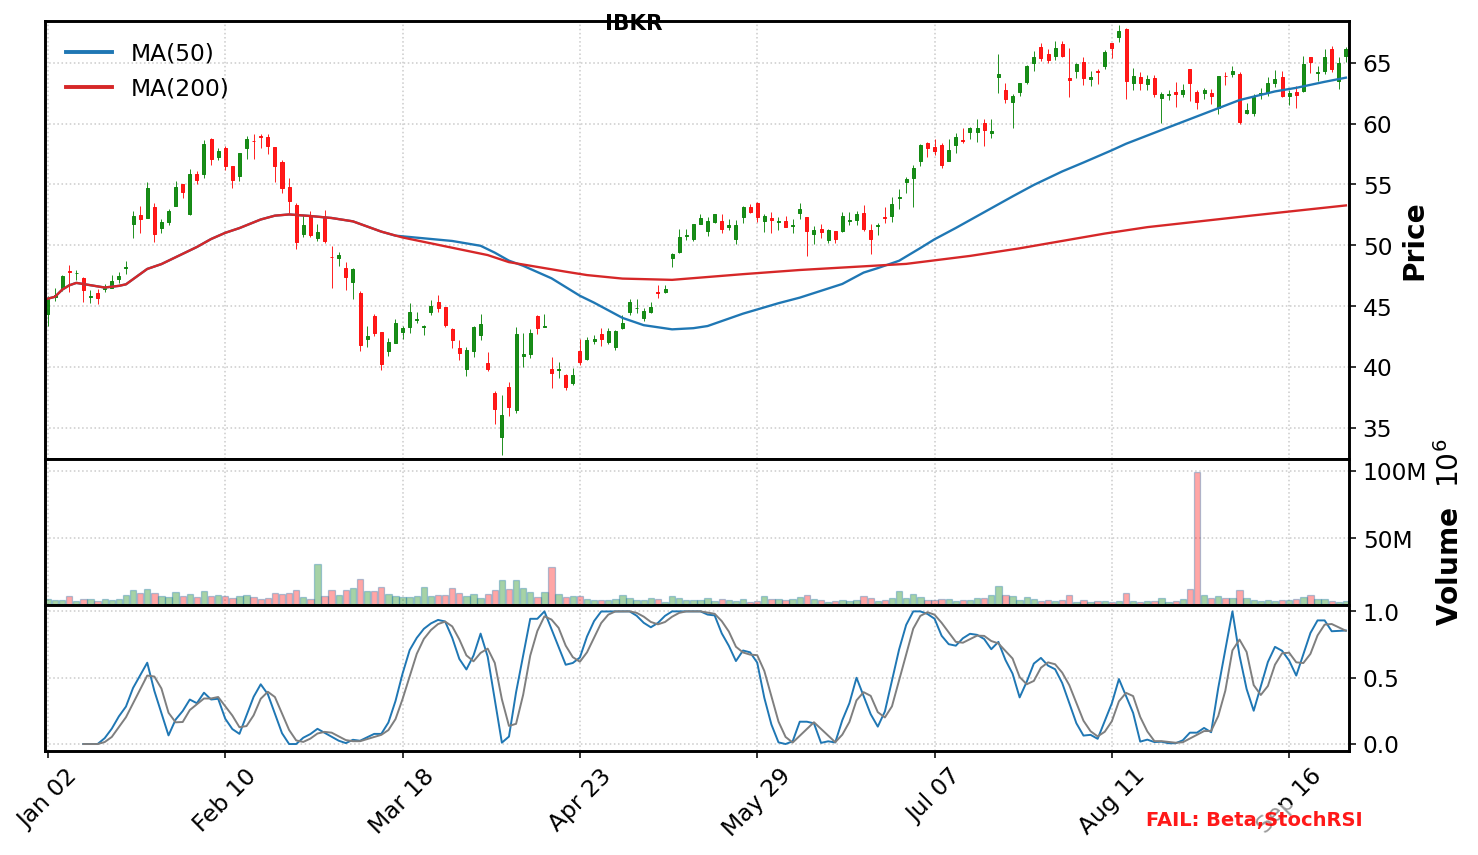 IBKR
MA(50)
MA(200)
65
60
55
50
45
40
35
Price
100M
50M
Volume 10⁶
1.0
0.5
0.0
Jan 02
Feb 10
Mar 18
Apr 23
May 29
Jul 07
Aug 11
Sep 16
FAIL: Beta,StochRSI